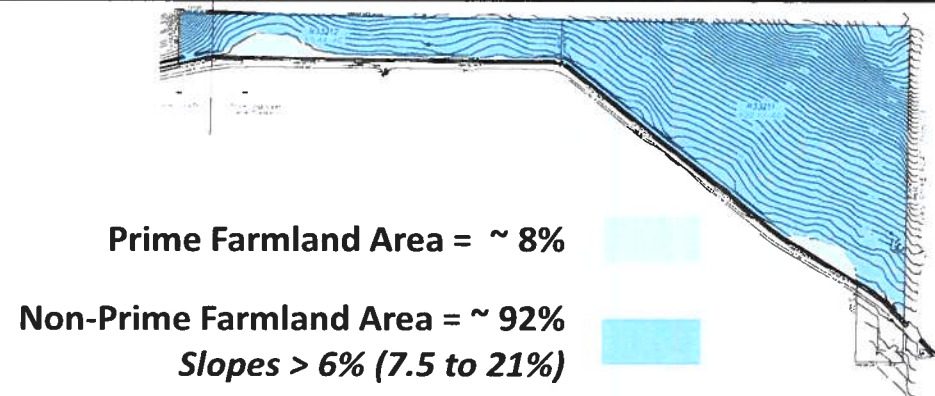 Prime Farmland Area = ~ 8%
Non-Prime Farmland Area = ~ 92%
Slopes > 6% (7.5 to 21%)